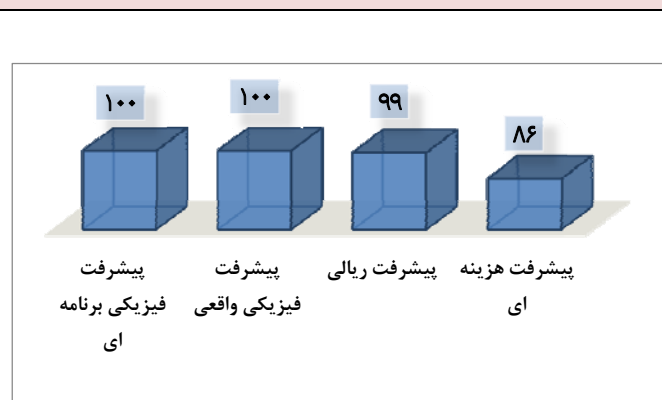 ۱۰۰
۱۰۰
۹۹
۸۶
پیشرفت هزینه
ای
پیشرفت ریالی
پیشرفت
فیزیکی واقعی
پیشرفت
فیزیکی برنامه
ای